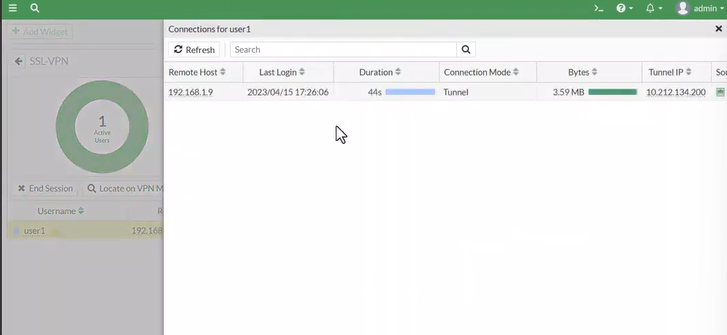 admin
+ Add Widget
Connections for user1
Refresh
Search
SSL-VPN
Remote Host Last Login Duration Connection Mode Bytes Tunnel IP Sou
192.168.1.9 2023/04/15 17:26:06 44s Tunnel 3.59 MB 10.212.134.200
1
Active
Users
End Session Locate on VPN M
Username R
user1 192.168